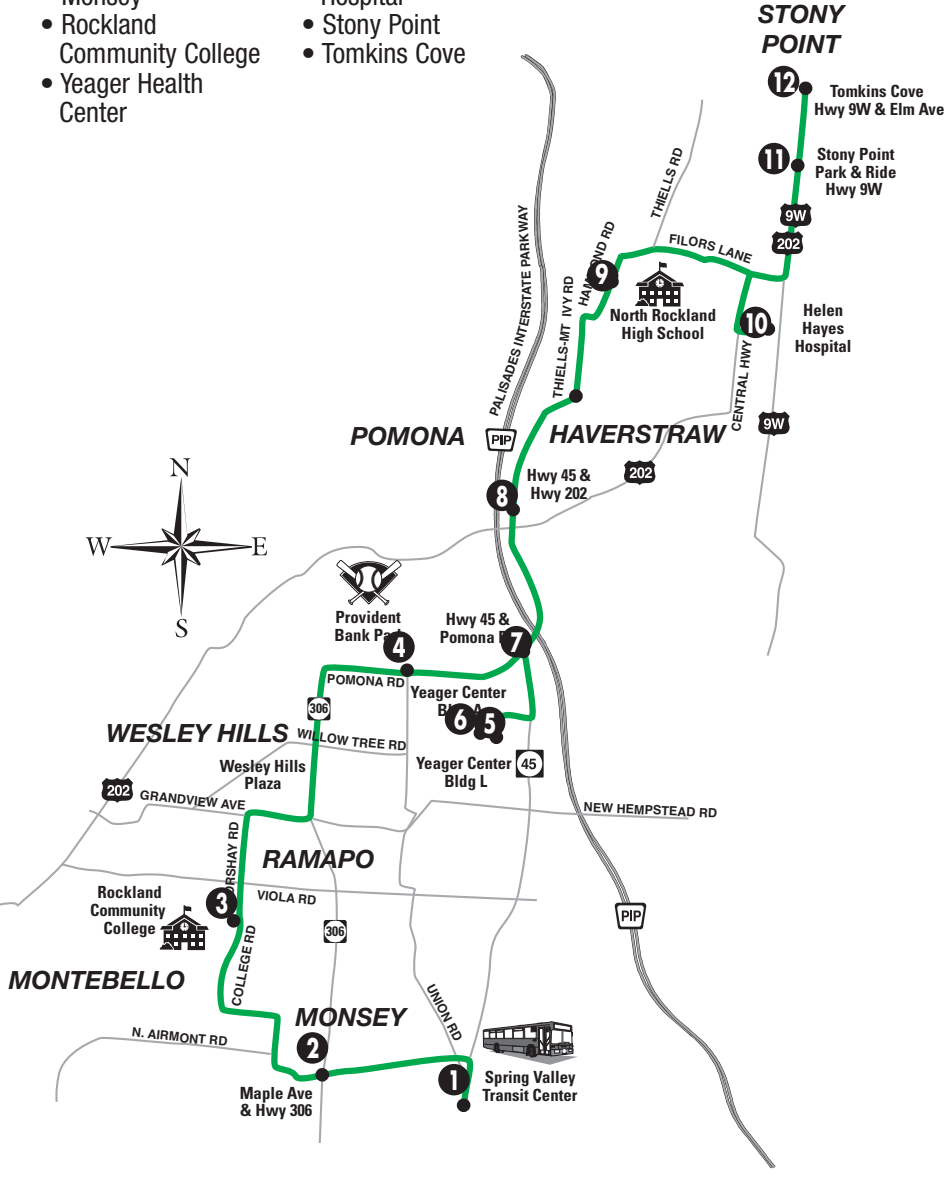 Monsey
• Rockland
Community College
• Yeager Health
Center
Hospital
• Stony Point
• Tomkins Cove
STONY
POINT
12
Tomkins Cove
Hwy 9W & Elm Ave
11
Stony Point
Park & Ride
Hwy 9W
9W
202
THIELLS RD
FILORS LANE
PALISADES INTERSTATE PARKWAY
THIELLS-MT IVY RD
9
North Rockland
High School
10
Helen
Hayes
Hospital
CENTRAL HWY
9W
POMONA
PIP
HAVERSTRAW
202
8
Hwy 45 &
Hwy 202
N
W
E
S
Provident
Bank
4
Hwy 45 &
Pomona
7
POMONA RD
306
Yeager Center
6
5
Yeager Center
Bldg L
45
WESLEY HILLS
WILLOW TREE RD
Wesley Hills
Plaza
202
GRANDVIEW AVE
NEW HEMPSTEAD RD
RAMAPO
VIOLA RD
3
Rockland
Community
College
306
PIP
COLLEGE RD
MONTEBELLO
MONSEY
UNION RD
N. AIRMONT RD
2
Maple Ave
& Hwy 306
1
Spring Valley
Transit Center